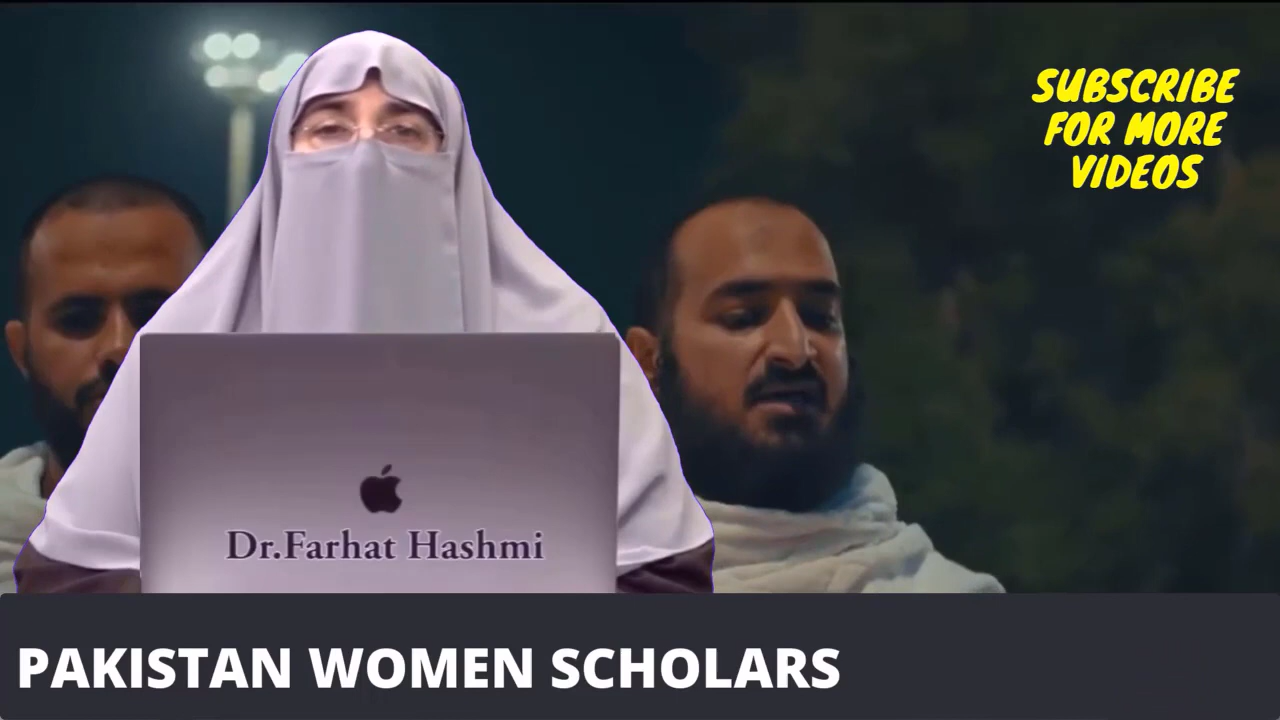 SUBSCRIBE
FOR MORE
VIDEOS
Dr.Farhat Hashmi
PAKISTAN WOMEN SCHOLARS